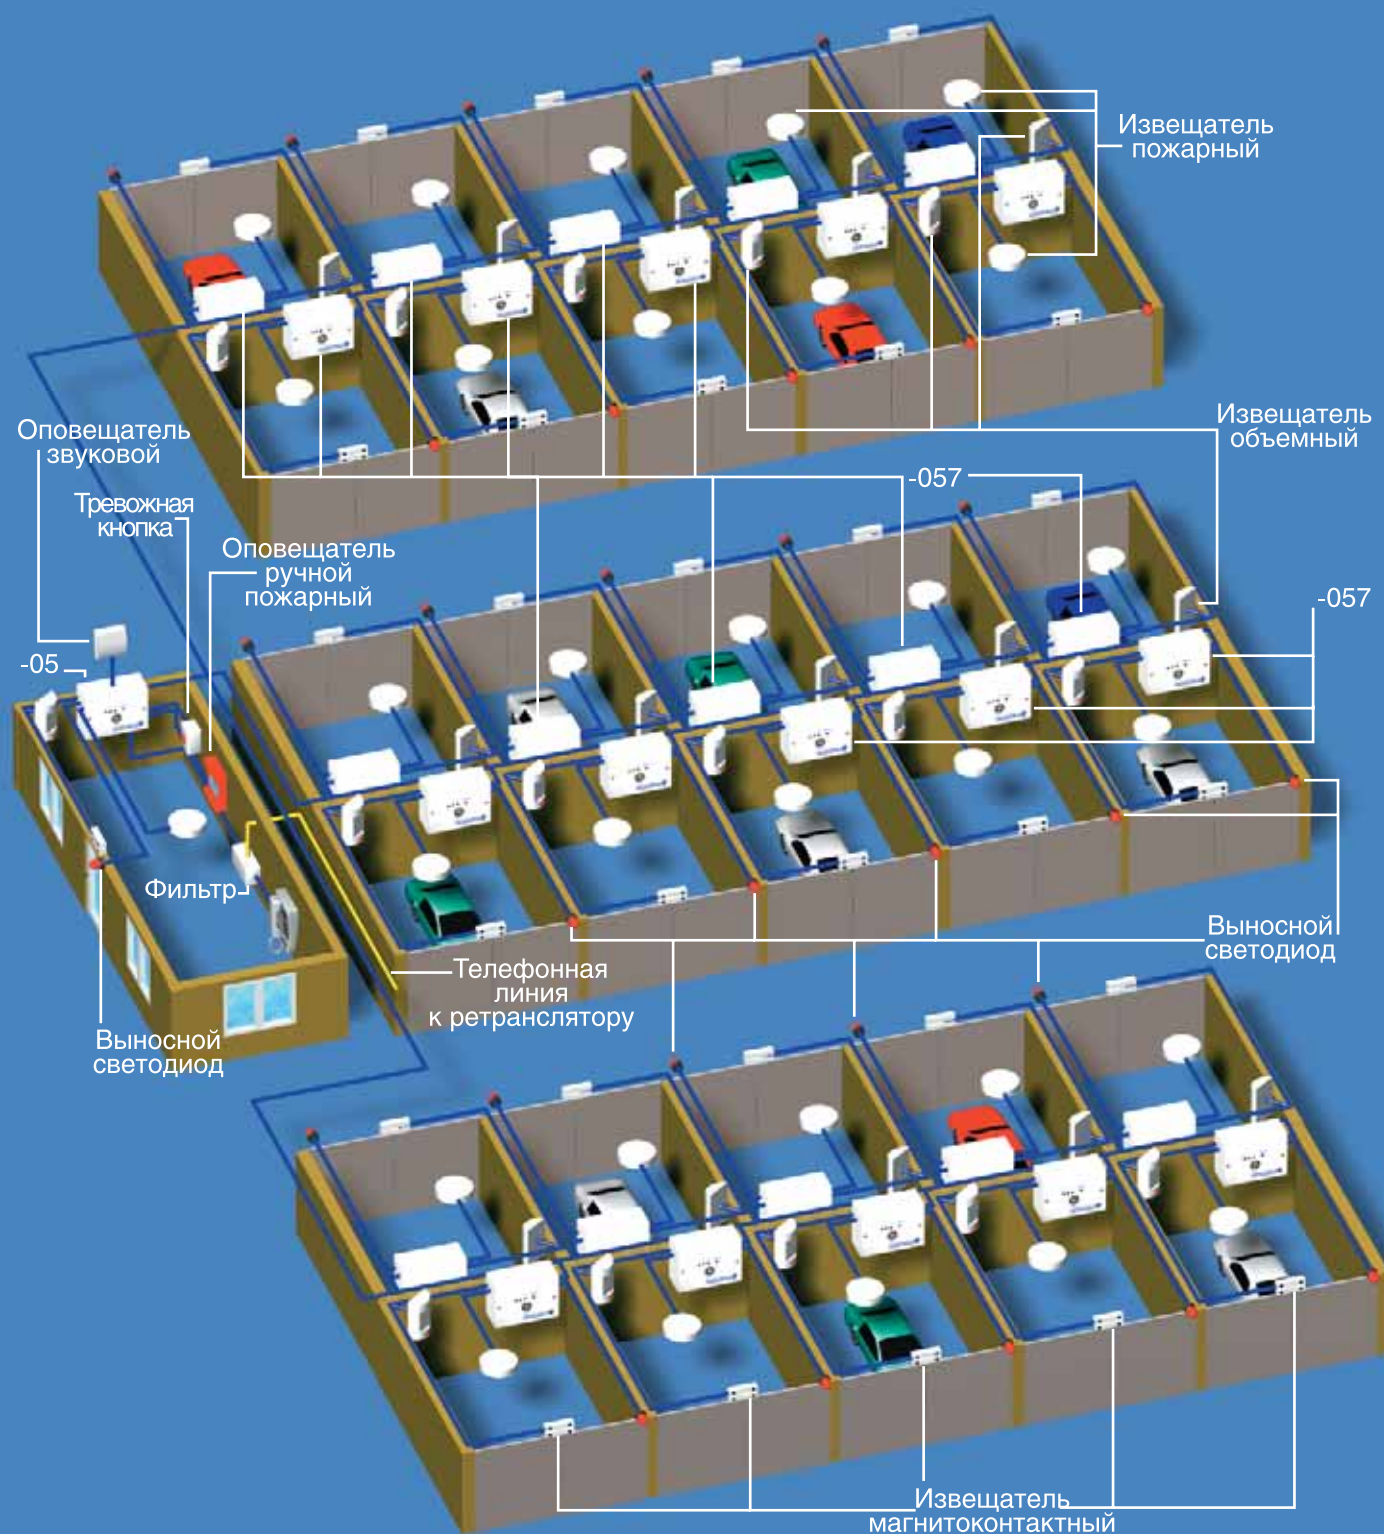 Извещатель
пожарный
Извещатель
объемный
Оповещатель
звуковой
-057
Тревожная
кнопка
Оповещатель
ручной
пожарный
-057
-05
Фильтр
Выносной
светодиод
Телефонная
линия
к ретранслятору
Выносной
светодиод
Извещатель
магнитоконтактный